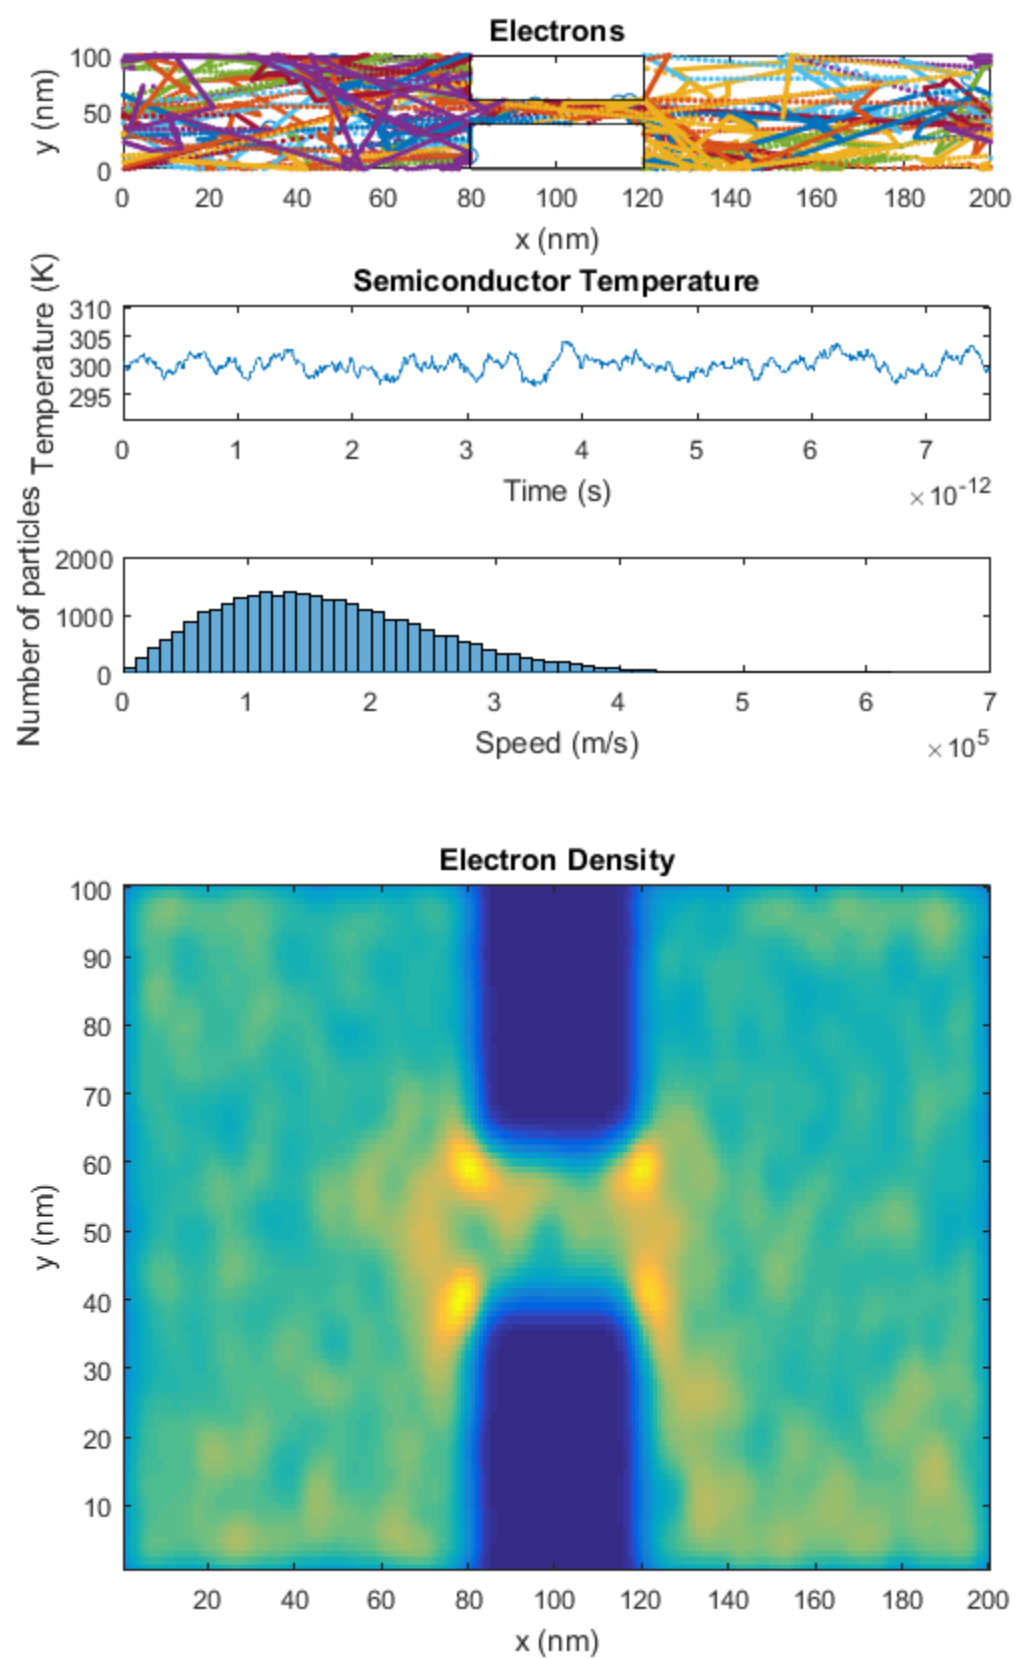 Electrons
100
50
0
y (nm)
0 20 40 60 80 100 120 140 160 180 200
x (nm)
Semiconductor Temperature
310
305
300
295
Temperature (K)
0 1 2 3 4 5 6 7
Time (s)
×10-12
2000
1000
0
Number of particles
0 1 2 3 4 5 6 7
Speed (m/s)
×105
Electron Density
100
90
80
70
60
50
40
30
20
10
y (nm)
20 40 60 80 100 120 140 160 180 200
x (nm)